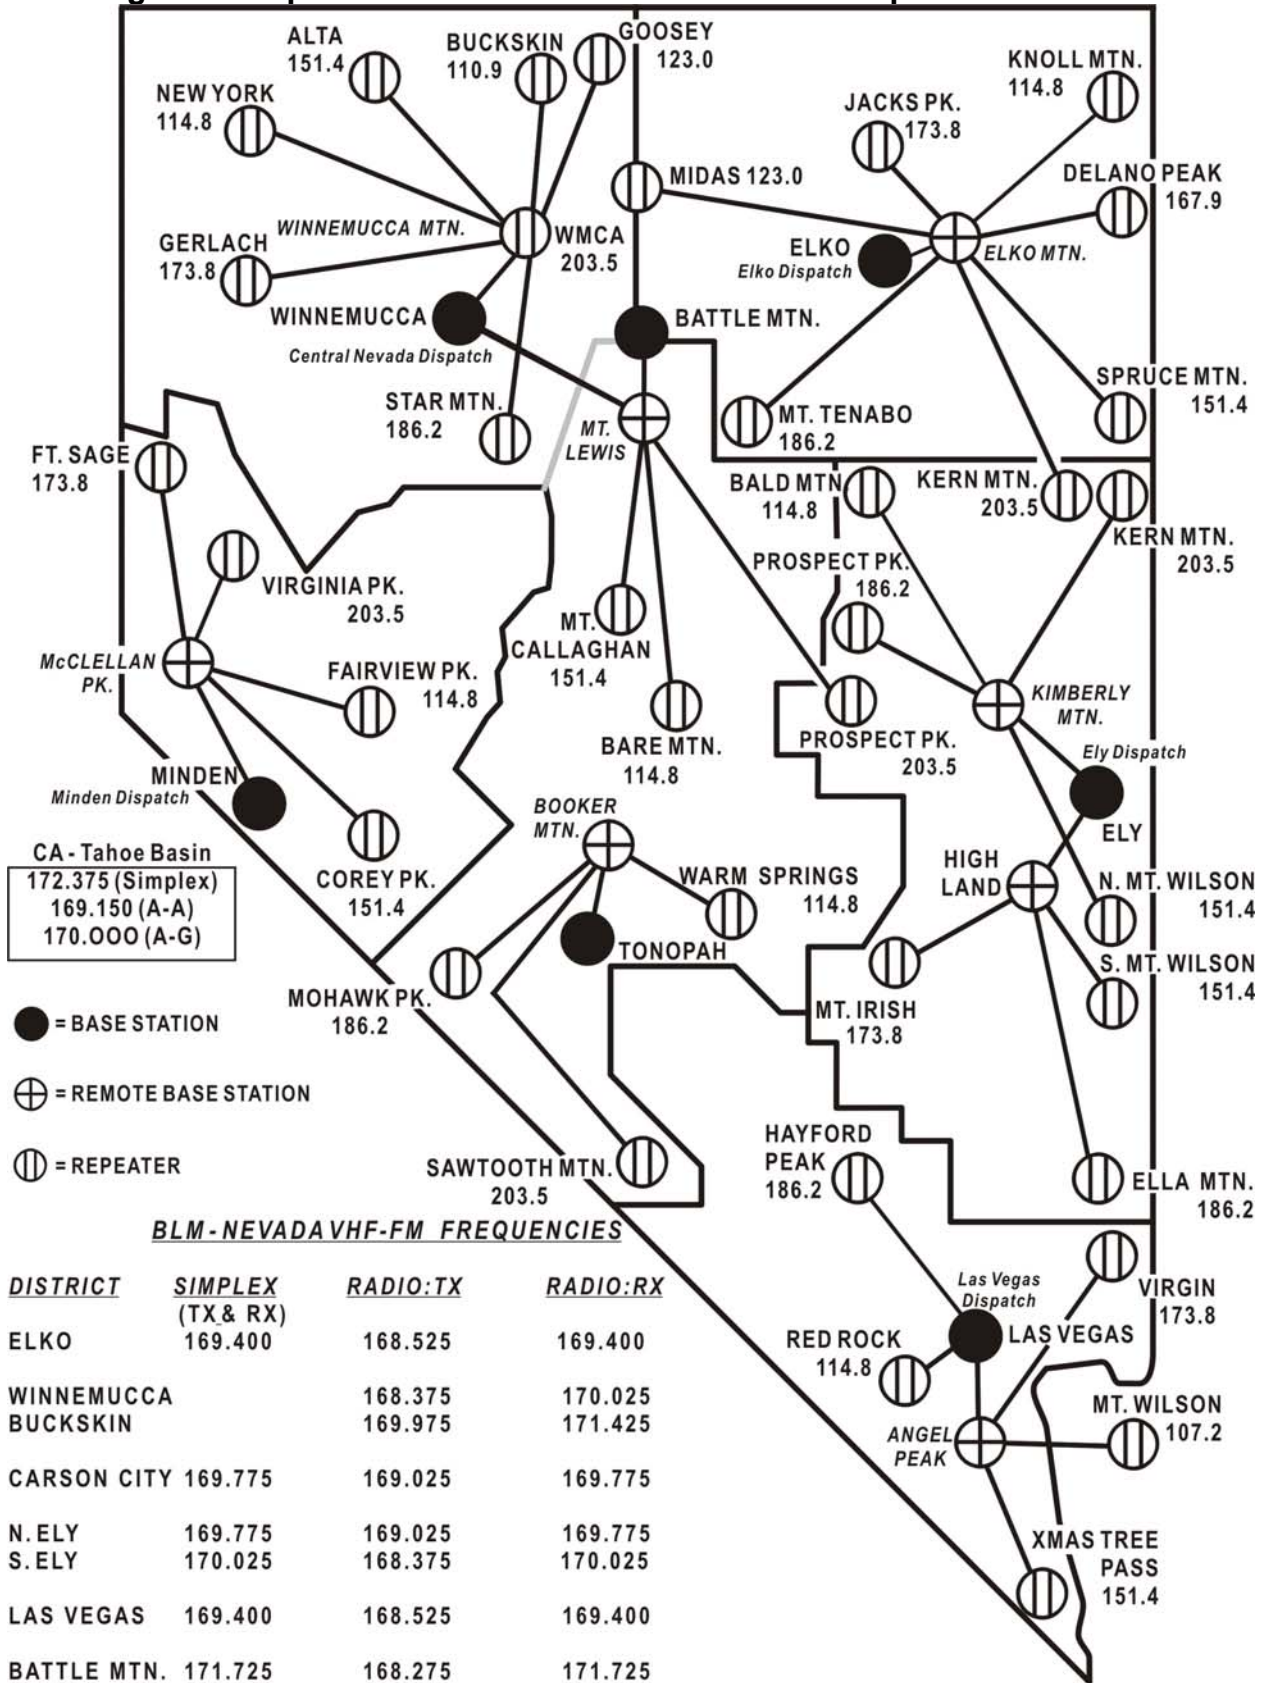 ALTA
151.4
BUCKSKIN
110.9
GOOSEY
123.0
KNOLL MTN.
114.8
NEW YORK
114.8
JACKS PK.
173.8
MIDAS 123.0
DELANO PEAK
167.9
WINNEMUCCA MTN.
WMCA
203.5
GERLACH
173.8
ELKO
Elko Dispatch
ELKO MTN.
WINNEMUCCA
Central Nevada Dispatch
BATTLE MTN.
STAR MTN.
186.2
MT.
LEWIS
MT. TENABO
186.2
SPRUCE MTN.
151.4
FT. SAGE
173.8
BALD MTN
114.8
KERN MTN.
203.5
KERN MTN.
203.5
VIRGINIA PK.
203.5
PROSPECT PK.
186.2
MT.
CALLAGHAN
151.4
McCLELLAN
PK.
FAIRVIEW PK.
114.8
BARE MTN.
114.8
PROSPECT PK.
203.5
KIMBERLY
MTN.
Ely Dispatch
ELY
MINDEN
Minden Dispatch
BOOKER
MTN.
CA - Tahoe Basin
172.375 (Simplex)
169.150 (A-A)
170.OOO (A-G)
COREY PK.
151.4
WARM SPRINGS
114.8
HIGH
LAND
N. MT. WILSON
151.4
TONOPAH
S. MT. WILSON
151.4
MOHAWK PK.
186.2
MT. IRISH
173.8
= BASE STATION
= REMOTE BASE STATION
= REPEATER
HAYFORD
PEAK
186.2
SAWTOOTH MTN.
203.5
ELLA MTN.
186.2
BLM - NEVADA VHF-FM FREQUENCIES
DISTRICT SIMPLEX RADIO:TX RADIO:RX
(TX & RX)
ELKO 169.400 168.525 169.400
WINNEMUCCA 168.375 170.025
BUCKSKIN 169.975 171.425
CARSON CITY 169.775 169.025 169.775
N. ELY 169.775 169.025 169.775
S. ELY 170.025 168.375 170.025
LAS VEGAS 169.400 168.525 169.400
BATTLE MTN. 171.725 168.275 171.725
Las Vegas
Dispatch
LAS VEGAS
VIRGIN
173.8
RED ROCK
114.8
ANGEL
PEAK
MT. WILSON
107.2
XMAS TREE
PASS
151.4